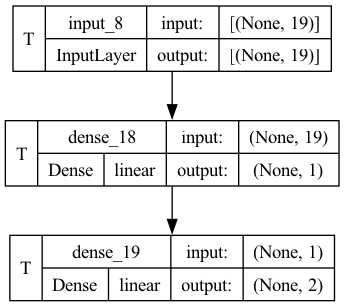 T input_8 input: [(None, 19)]
InputLayer output: [(None, 19)]
T dense_18 input: (None, 19)
Dense linear output: (None, 1)
T dense_19 input: (None, 1)
Dense linear output: (None, 2)